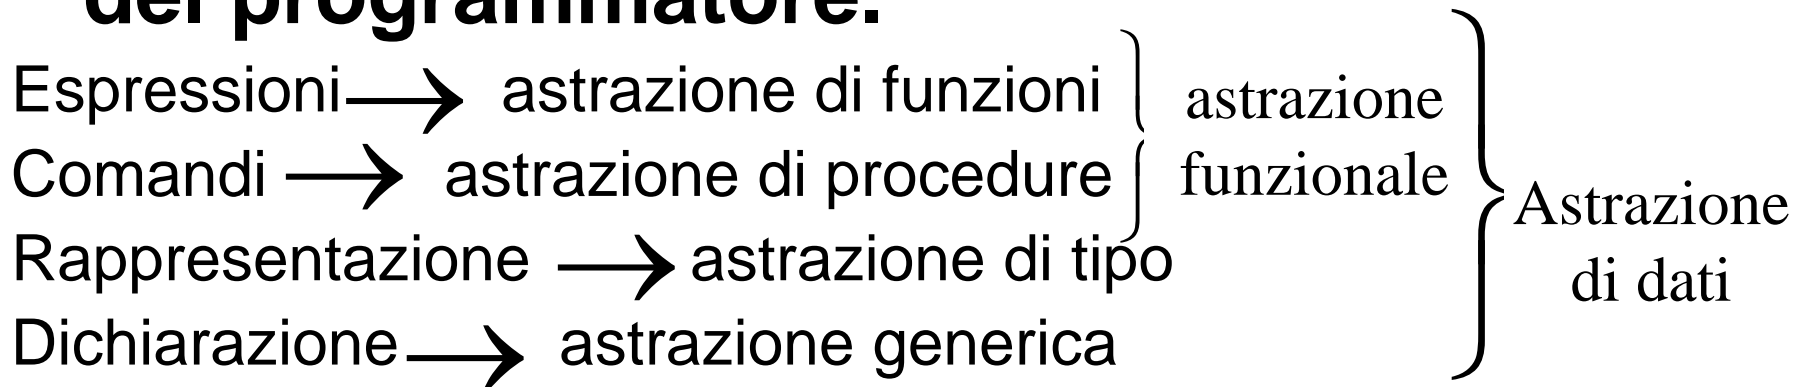 del programmatore.
Espressioni → astrazione di funzioni
Comandi → astrazione di procedure
Rappresentazione → astrazione di tipo
Dichiarazione → astrazione generica
astrazione
funzionale
Astrazione
di dati